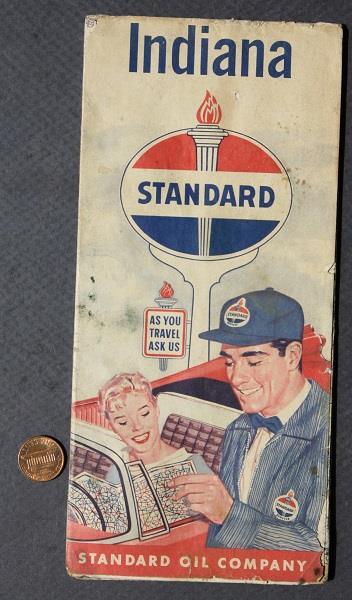 Indiana
STANDARD
AS YOU
TRAVEL
ASK US
STANDARD
STANDARD
STANDARD OIL COMPANY